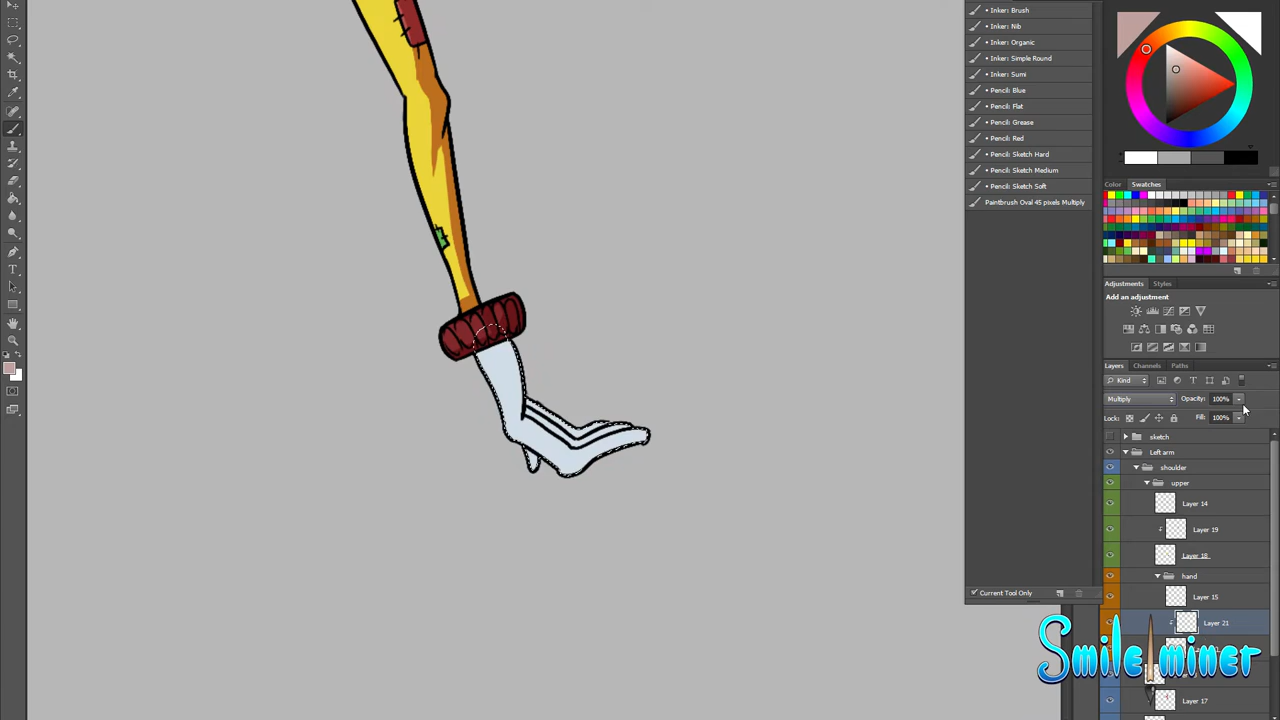 • Inker: Brush
• Inker: Nib
• Inker: Organic
• Inker: Simple Round
• Inker: Sumi
• Pencil: Blue
• Pencil: Flat
• Pencil: Grease
• Pencil: Red
• Pencil: Sketch Hard
• Pencil: Sketch Medium
• Pencil: Sketch Soft
Paintbrush Oval 45 pixels Multiply
Current Tool Only
Color Swatches
Adjustments Styles
Add an adjustment
Layers Channels Paths
Kind
Multiply Opacity: 100%
Lock: Fill: 100%
sketch
Left arm
shoulder
upper
Layer 14
Layer 19
Layer 18
hand
Layer 15
Layer 21
Layer 17
Smile miner